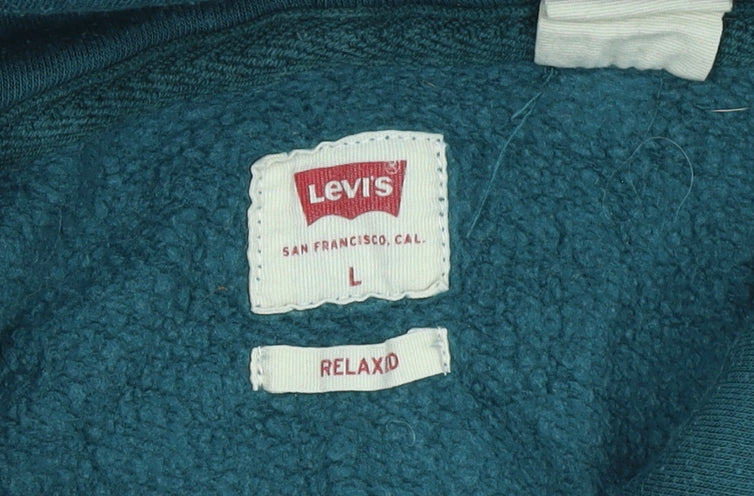 Levi's®
SAN FRANCISCO, CAL.
L
RELAXED